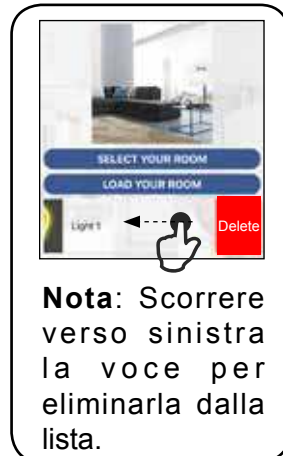 SELECT YOUR ROOM
LOAD YOUR ROOM
Light 1
Delete
Nota: Scorrere
verso sinistra
la voce per
eliminarla dalla
lista.